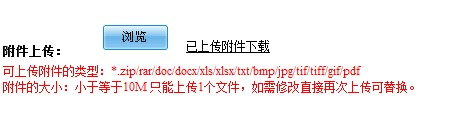 浏览
附件上传： 已上传附件下载
可上传附件的类型：*.zip/rar/doc/docx/xls/xlsx/txt/bmp/jpg/tif/tiff/gif/pdf
附件的大小：小于等于10M 只能上传1个文件，如需修改直接再次上传可替换。